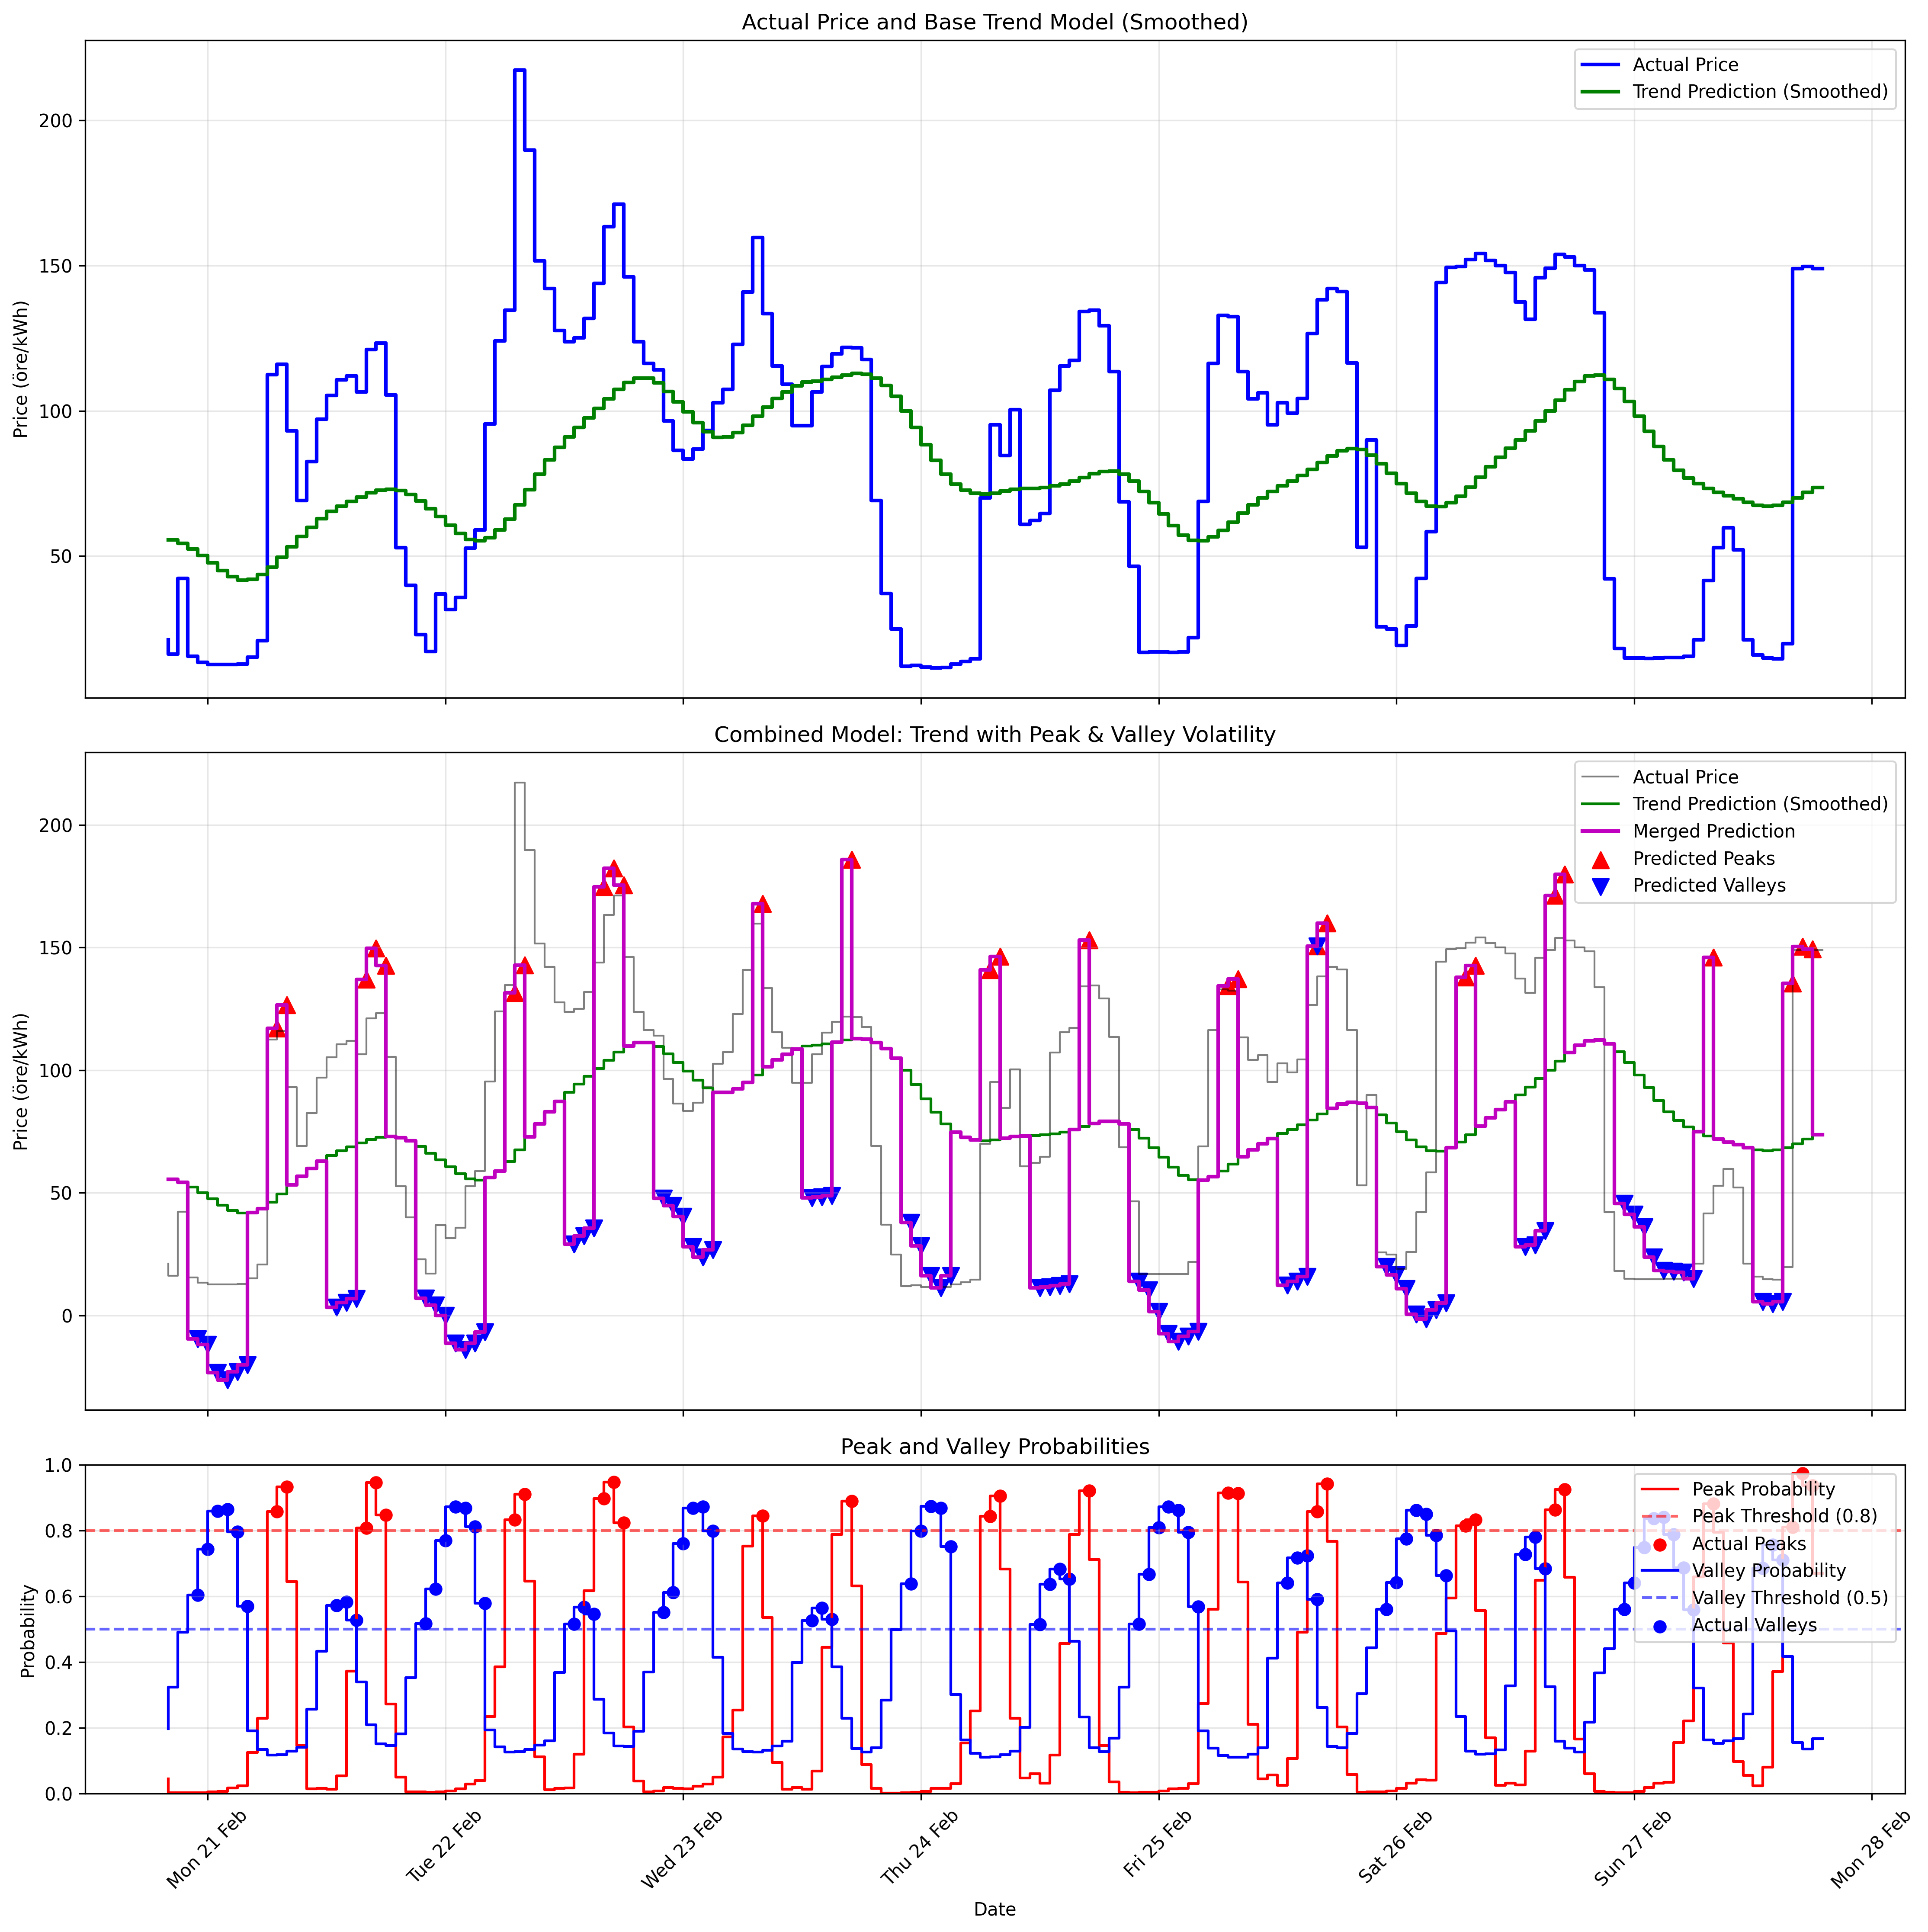 Actual Price and Base Trend Model (Smoothed)
Actual Price
Trend Prediction (Smoothed)
200
150
100
50
Price (öre/kWh)
Combined Model: Trend with Peak & Valley Volatility
Actual Price
Trend Prediction (Smoothed)
Merged Prediction
Predicted Peaks
Predicted Valleys
200
150
100
50
0
Price (öre/kWh)
Peak and Valley Probabilities
Peak Probability
Peak Threshold (0.8)
Actual Peaks
Valley Probability
Valley Threshold (0.5)
Actual Valleys
1.0
0.8
0.6
0.4
0.2
0.0
Probability
Mon 21 Feb
Tue 22 Feb
Wed 23 Feb
Thu 24 Feb
Fri 25 Feb
Sat 26 Feb
Sun 27 Feb
Mon 28 Feb
Date